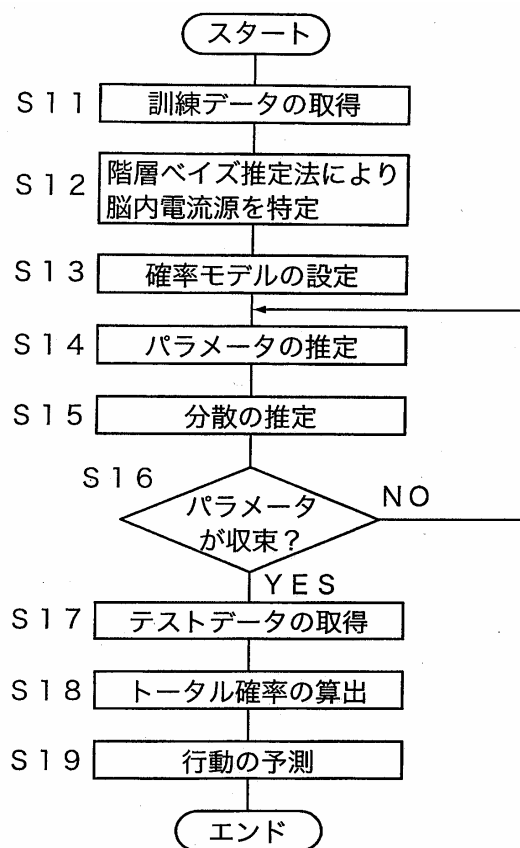 スタート
S11 訓練データの取得
S12 階層ベイズ推定法により
脳内電流源を特定
S13 確率モデルの設定
S14 パラメータの推定
S15 分散の推定
S16
パラメータ
が収束?
NO
YES
S17 テストデータの取得
S18 トータル確率の算出
S19 行動の予測
エンド